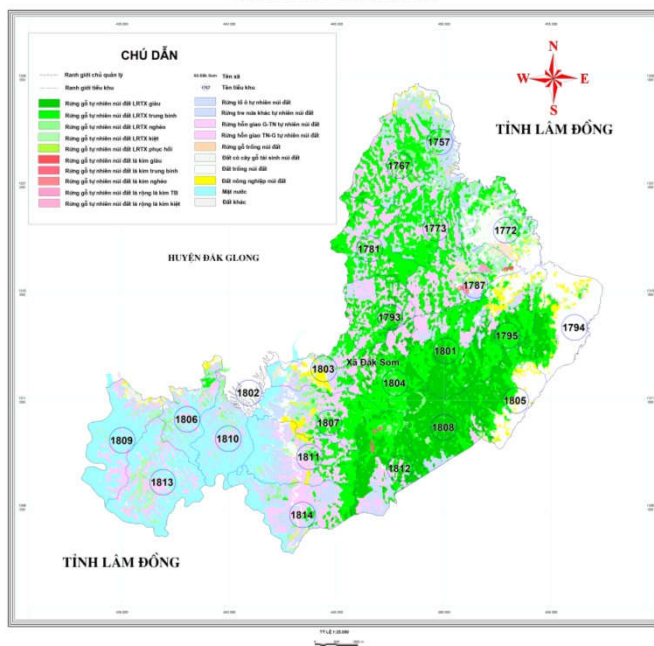 CHÚ DẪN
Ranh giới chủ quản lý
Ranh giới tiểu khu
Rừng gỗ tự nhiên núi đất LRTX giàu
Rừng gỗ tự nhiên núi đất LRTX trung bình
Rừng gỗ tự nhiên núi đất LRTX nghèo
Rừng gỗ tự nhiên núi đất LRTX kiệt
Rừng gỗ tự nhiên núi đất LRTX phục hồi
Rừng gỗ tự nhiên núi đất lá kim giàu
Rừng gỗ tự nhiên núi đất lá kim trung bình
Rừng gỗ tự nhiên núi đất lá kim nghèo
Rừng gỗ tự nhiên núi đất lá rộng lá kim TB
Rừng gỗ tự nhiên núi đất lá rộng lá kim kiệt
Tên xã
1757 Tên tiểu khu
Rừng lồ ô tự nhiên núi đất
Rừng tre nứa khác tự nhiên núi đất
Rừng hỗn giao G-TN tự nhiên núi đất
Rừng hỗn giao TN-G tự nhiên núi đất
Rừng gỗ trồng núi đất
Đất có cây gỗ tái sinh núi đất
Đất trống núi đất
Đất nông nghiệp núi đất
Mặt nước
Đất khác
N
W E
S
TỈNH LÂM ĐỒNG
1757
1767
1773
1772
1781
HUYỆN ĐĂK GLONG
1787
1793
1795
1794
1801
1803
Xã Đăk Som
1804
1802
1805
1806
1807
1808
1809
1810
1811
1812
1813
1814
TỈNH LÂM ĐỒNG